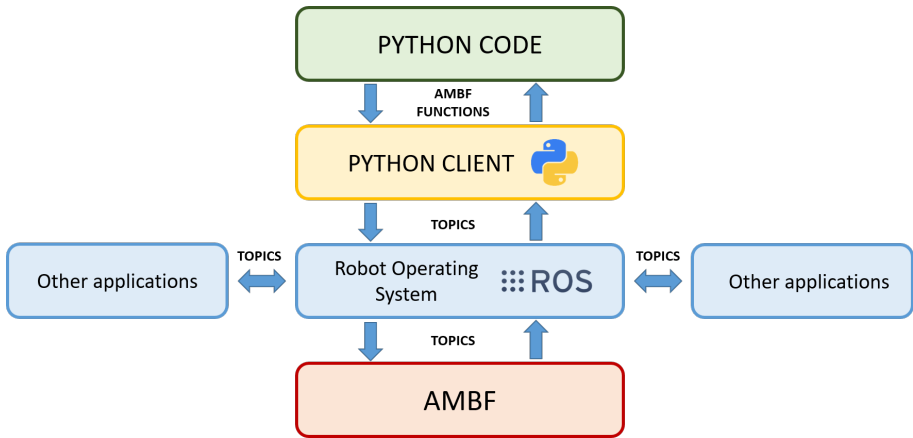 PYTHON CODE
AMBF
FUNCTIONS
PYTHON CLIENT
TOPICS
TOPICS
TOPICS
Other applications
Robot Operating
System
ROS
Other applications
TOPICS
AMBF